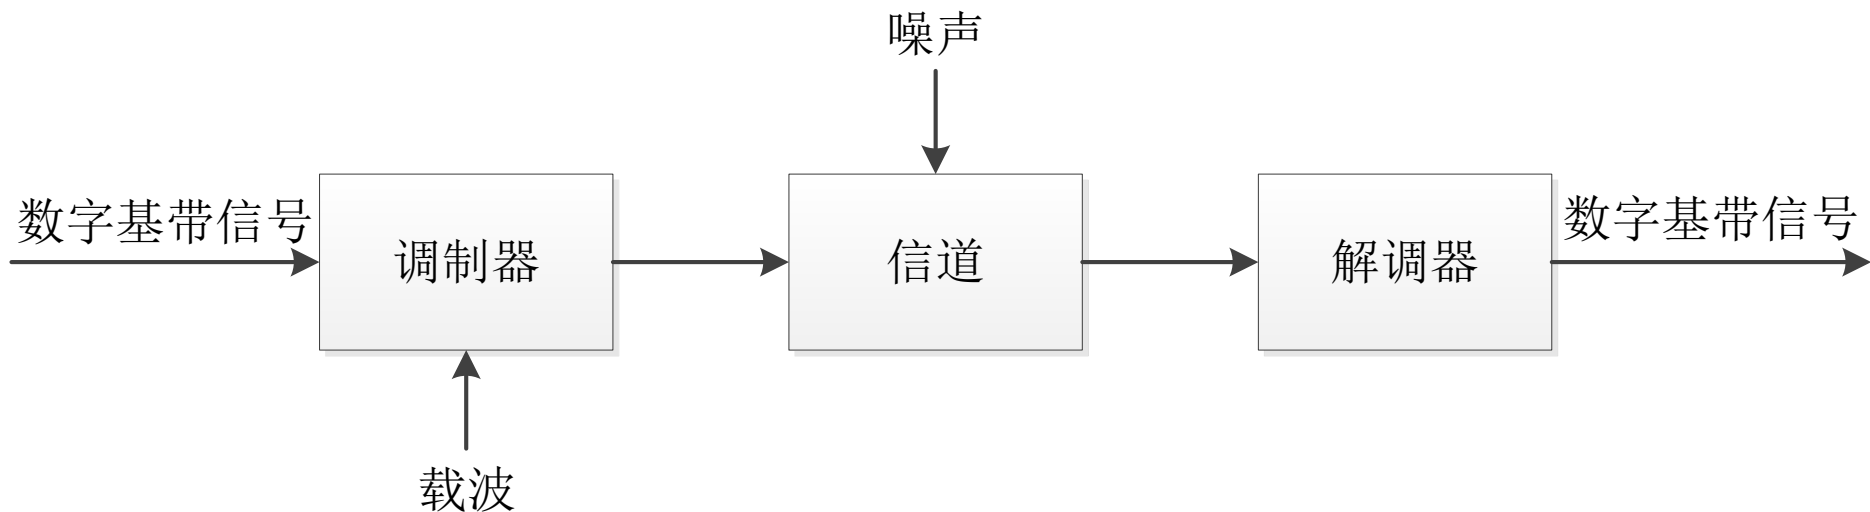 噪声
数字基带信号
调制器
信道
解调器
数字基带信号
载波